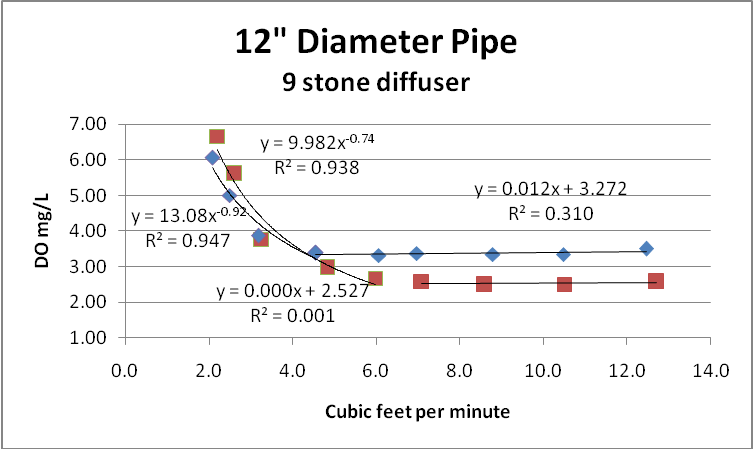 12" Diameter Pipe
9 stone diffuser
7.00
6.00
5.00
4.00
3.00
2.00
1.00
DO mg/L
y = 9.982x^-0.74
R² = 0.938
y = 0.012x + 3.272
R² = 0.310
y = 13.08x^-0.92
R² = 0.947
y = 0.000x + 2.527
R² = 0.001
0.0 2.0 4.0 6.0 8.0 10.0 12.0 14.0
Cubic feet per minute